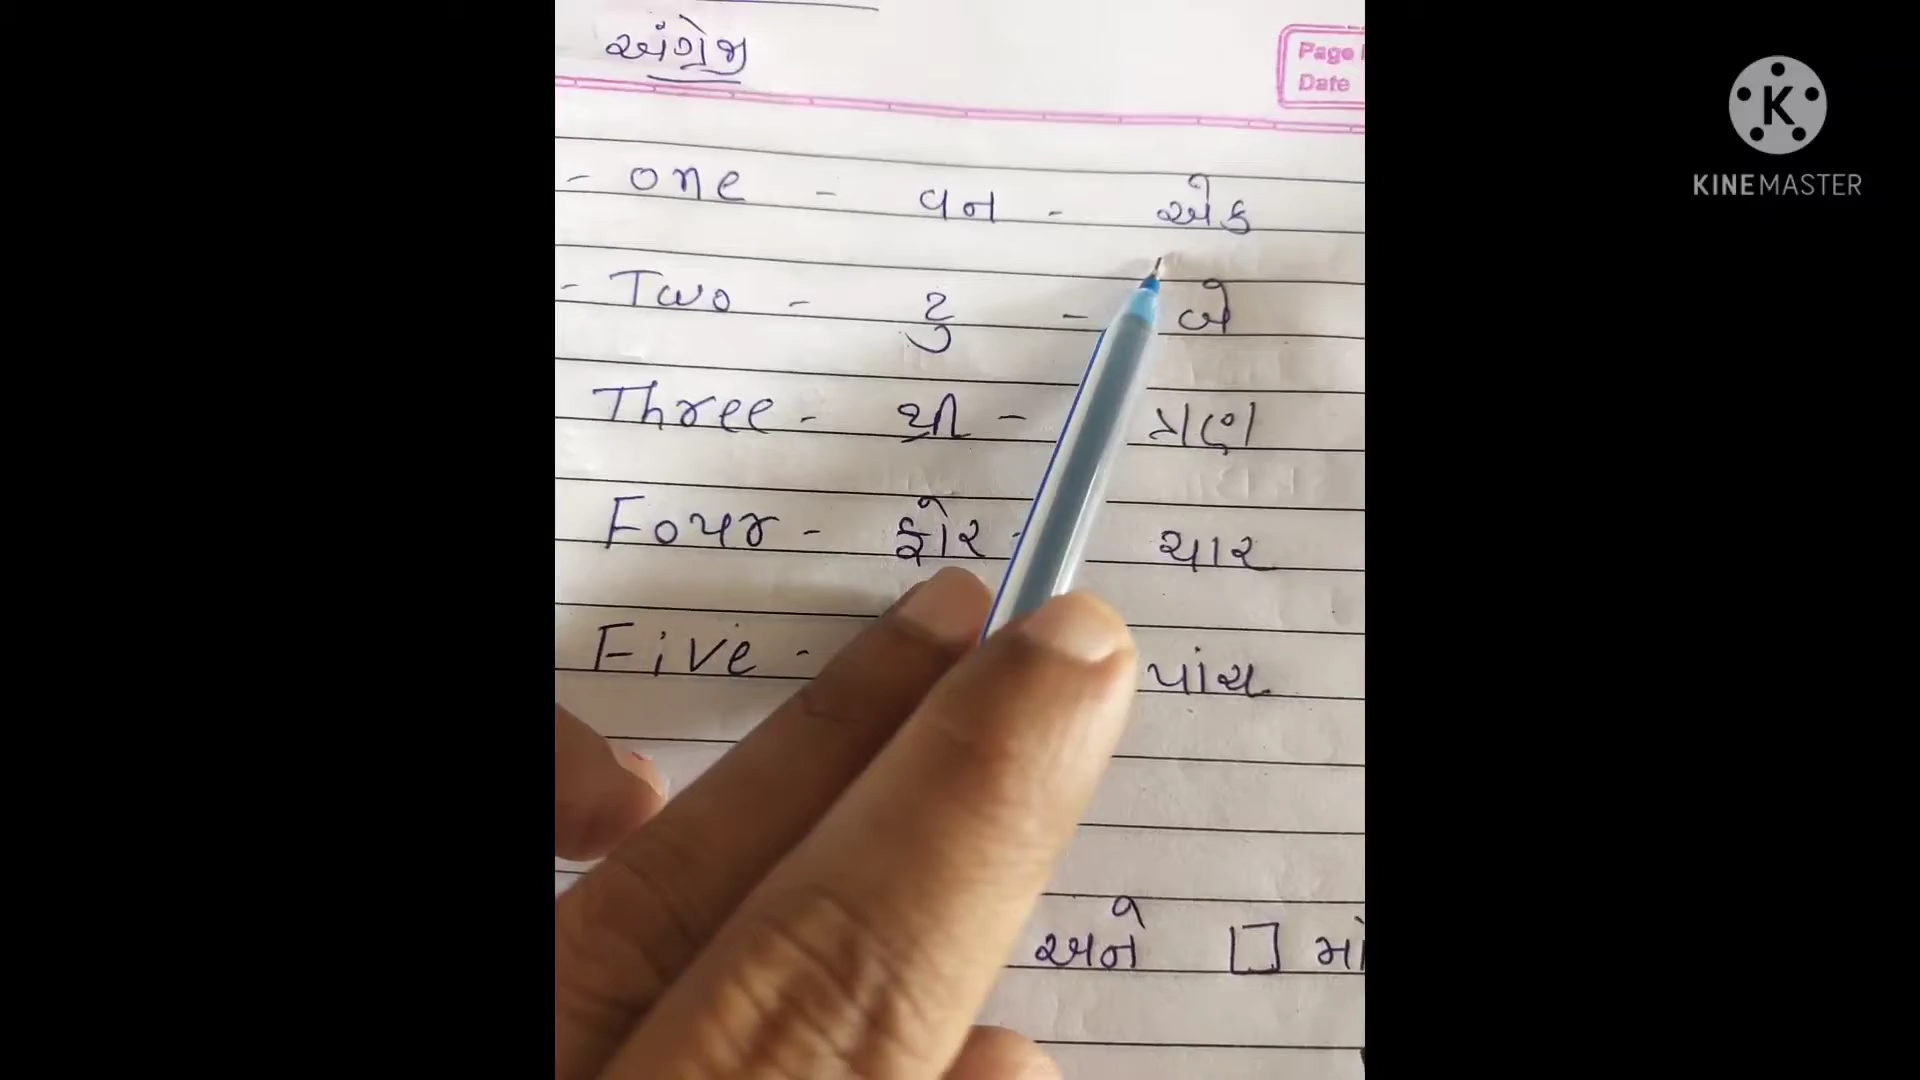 અંગ્રેજી
Page
Date
- one - વન - એક
- Two - ટુ - બે
Three - થ્રી - ત્રણ
Four - ફોર - ચાર
Five - પાંચ
અને □
K
KINEMASTER